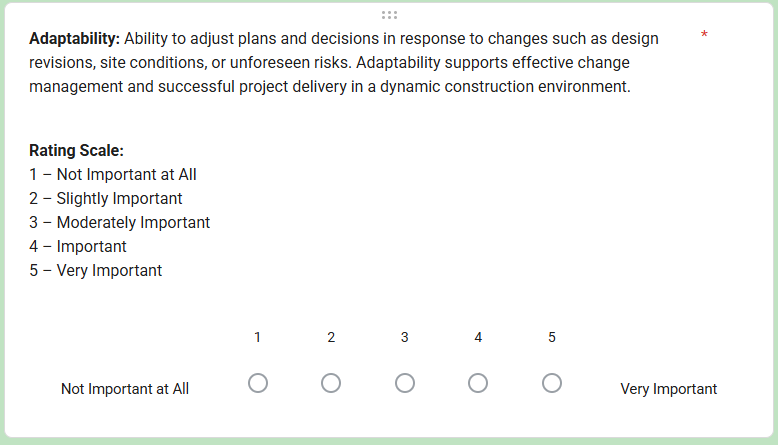 Adaptability: Ability to adjust plans and decisions in response to changes such as design *
revisions, site conditions, or unforeseen risks. Adaptability supports effective change
management and successful project delivery in a dynamic construction environment.
Rating Scale:
1 – Not Important at All
2 – Slightly Important
3 – Moderately Important
4 – Important
5 – Very Important
1 2 3 4 5
Not Important at All Very Important